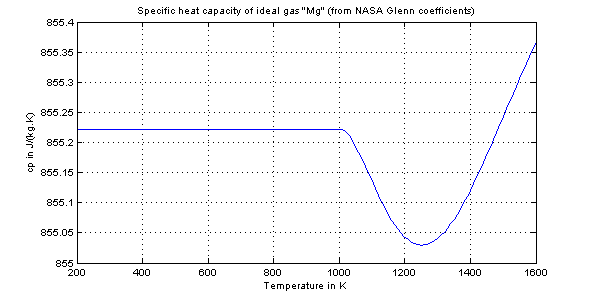 Specific heat capacity of ideal gas "Mg" (from NASA Glenn coefficients)
855.4
855.35
855.3
855.25
855.2
855.15
855.1
855.05
855
cp in J/(kg.K)
200 400 600 800 1000 1200 1400 1600
Temperature in K